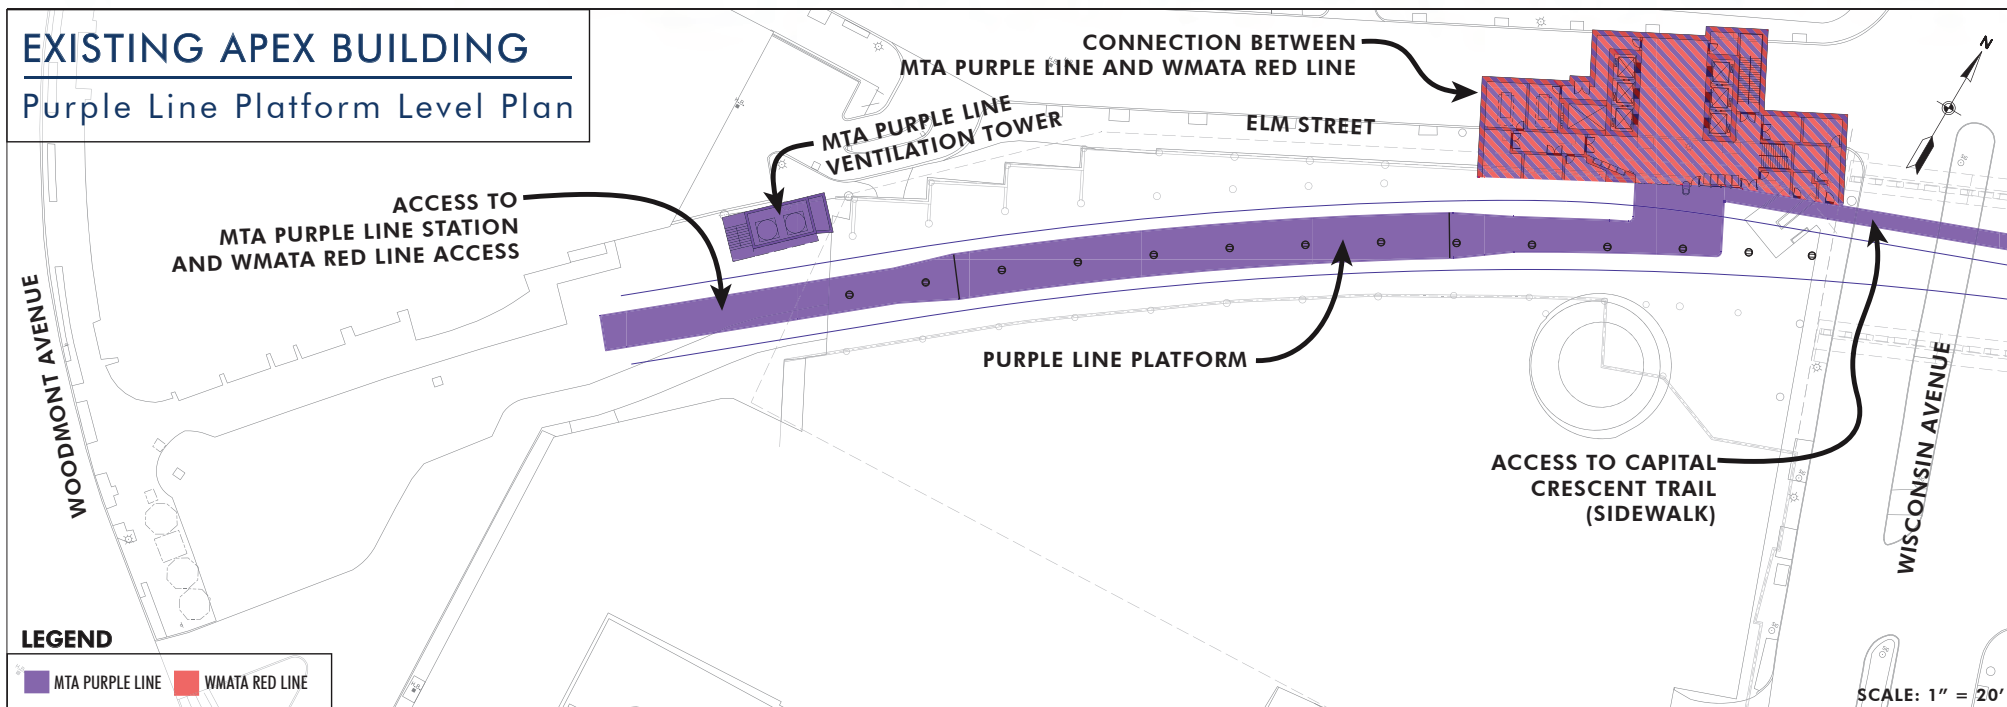 EXISTING APEX BUILDING
Purple Line Platform Level Plan
CONNECTION BETWEEN
MTA PURPLE LINE AND WMATA RED LINE
N
MTA PURPLE LINE
VENTILATION TOWER
ELM STREET
ACCESS TO
MTA PURPLE LINE STATION
AND WMATA RED LINE ACCESS
WOODMONT AVENUE
PURPLE LINE PLATFORM
ACCESS TO CAPITAL
CRESCENT TRAIL
(SIDEWALK)
WISCONSIN AVENUE
LEGEND
MTA PURPLE LINE
WMATA RED LINE
SCALE: 1" = 20'